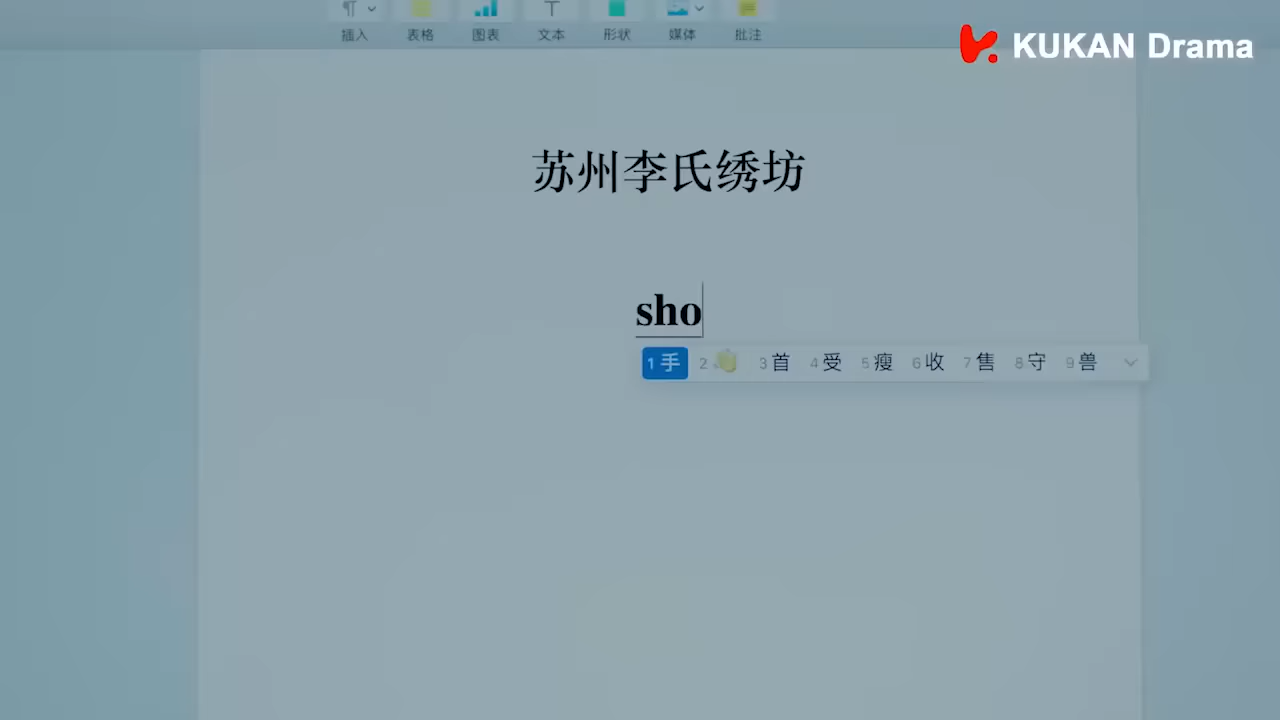 插入 表格 图表 文本 形状 媒体 批注
KUKAN Drama
苏州李氏绣坊
sho
1 手 2 3 首 4 受 5 瘦 6 收 7 售 8 守 9 兽